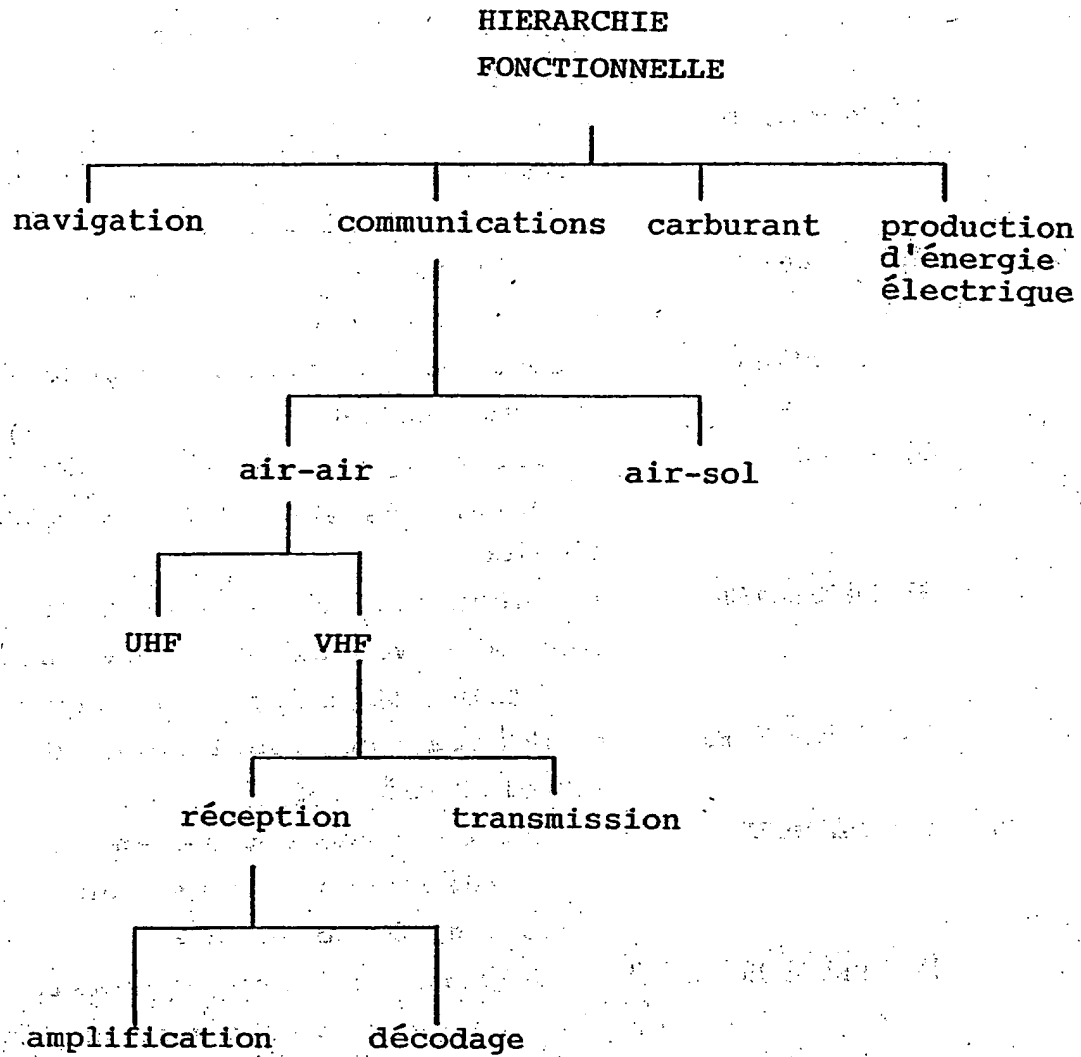 HIERARCHIE
FONCTIONNELLE
navigation
communications
carburant
production
d'énergie
électrique
air-air
air-sol
UHF
VHF
réception
transmission
amplification
décodage